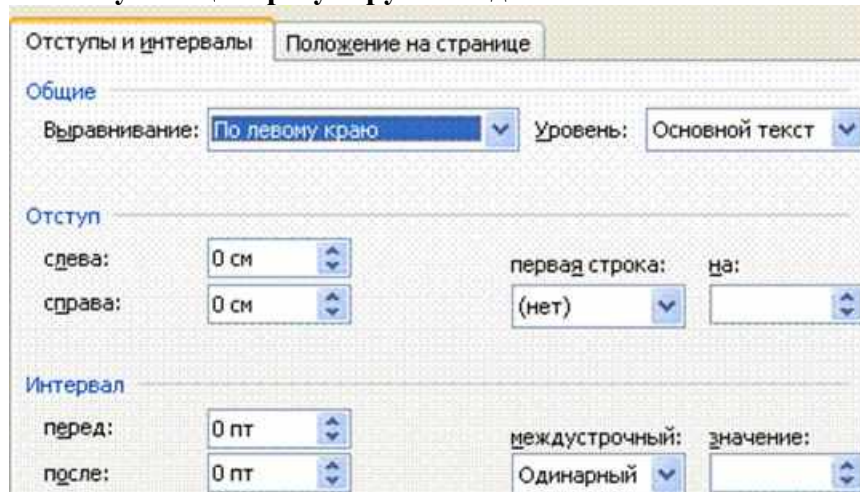 Отступы и интервалы Положение на странице
Общие
Выравнивание: По левому краю Уровень: Основной текст
Отступ
слева: 0 см первая строка: на:
справа: 0 см (нет)
Интервал
перед: 0 пт междустрочный: значение:
после: 0 пт Одинарный